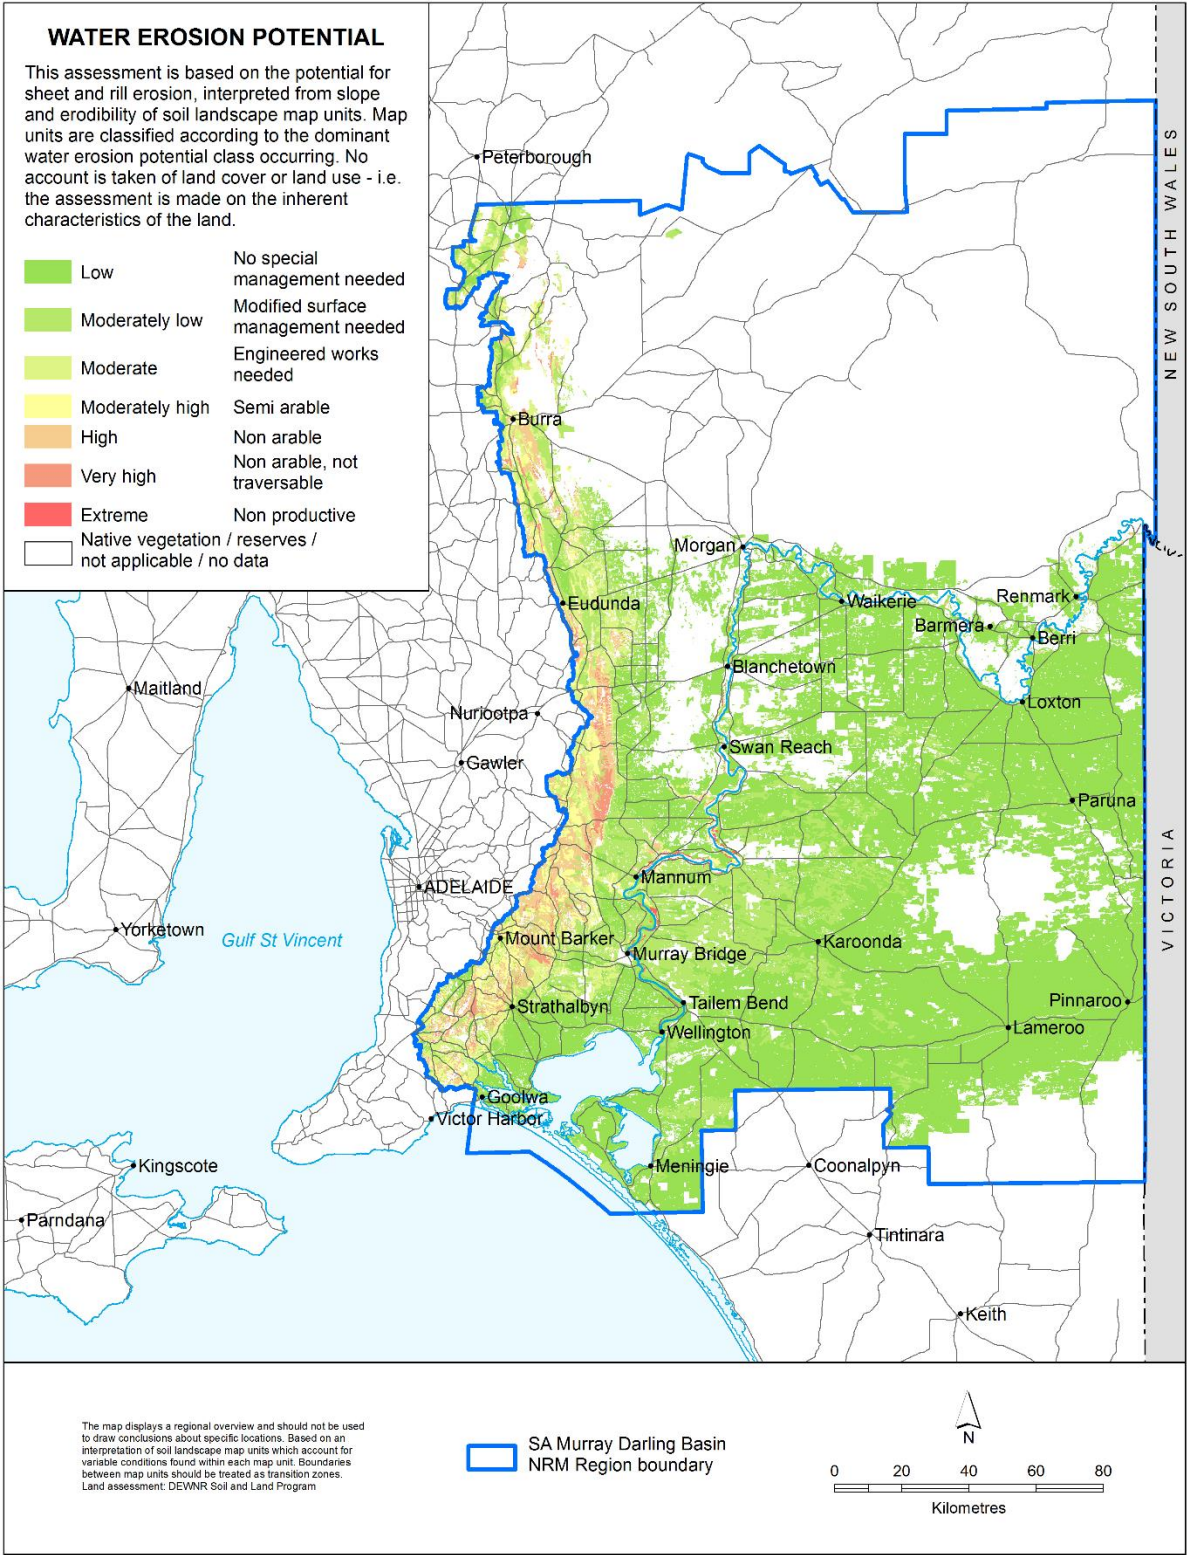 WATER EROSION POTENTIAL
This assessment is based on the potential for
sheet and rill erosion, interpreted from slope
and erodibility of soil landscape map units. Map
units are classified according to the dominant
water erosion potential class occurring. No
account is taken of land cover or land use - i.e.
the assessment is made on the inherent
characteristics of the land.
Low
No special
management needed
Moderately low
Modified surface
management needed
Moderate
Engineered works
needed
Moderately high
Semi arable
High
Non arable
Very high
Non arable, not
traversable
Extreme
Non productive
Native vegetation / reserves /
not applicable / no data
Peterborough
NEW SOUTH WALES
Burra
Morgan
Eudunda
Waikerie
Renmark
Barmera
Berri
Blanchetown
Maitland
Loxton
Nuriootpa
Swan Reach
Gawler
Paruna
VICTORIA
Mannum
ADELAIDE
Yorketown
Gulf St Vincent
Mount Barker
Karoonda
Murray Bridge
Strathalbyn
Tailem Bend
Pinnaroo
Wellington
Lameroo
Goolwa
Victor Harbor
Kingscote
Meningie
Coonalpyn
Parndana
Tintinara
Keith
The map displays a regional overview and should not be used
to draw conclusions about specific locations. Based on an
interpretation of soil landscape map units which account for
variable conditions found within each map unit. Boundaries
between map units should be treated as transition zones.
Land assessment: DEWNR Soil and Land Program
SA Murray Darling Basin
NRM Region boundary
N
0 20 40 60 80
Kilometres